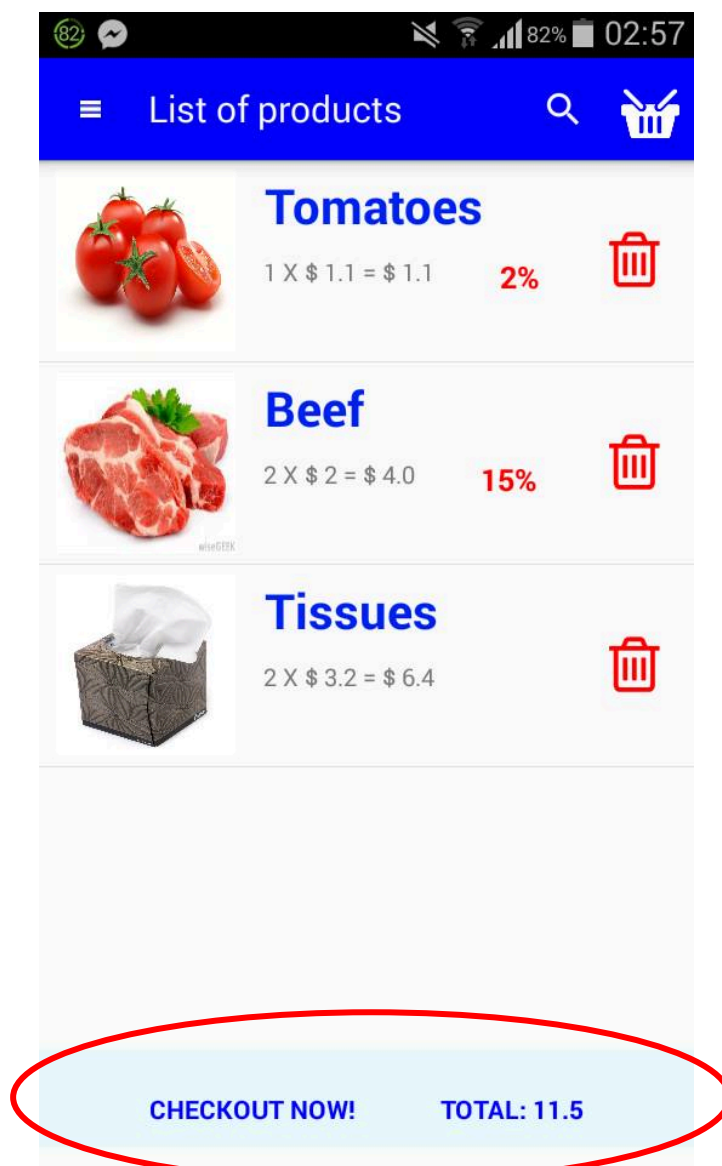 82 82% 02:57
List of products
Tomatoes
1 X $ 1.1 = $ 1.1 2%
Beef
2 X $ 2 = $ 4.0 15%
wiseGEEK
Tissues
2 X $ 3.2 = $ 6.4
CHECKOUT NOW! TOTAL: 11.5